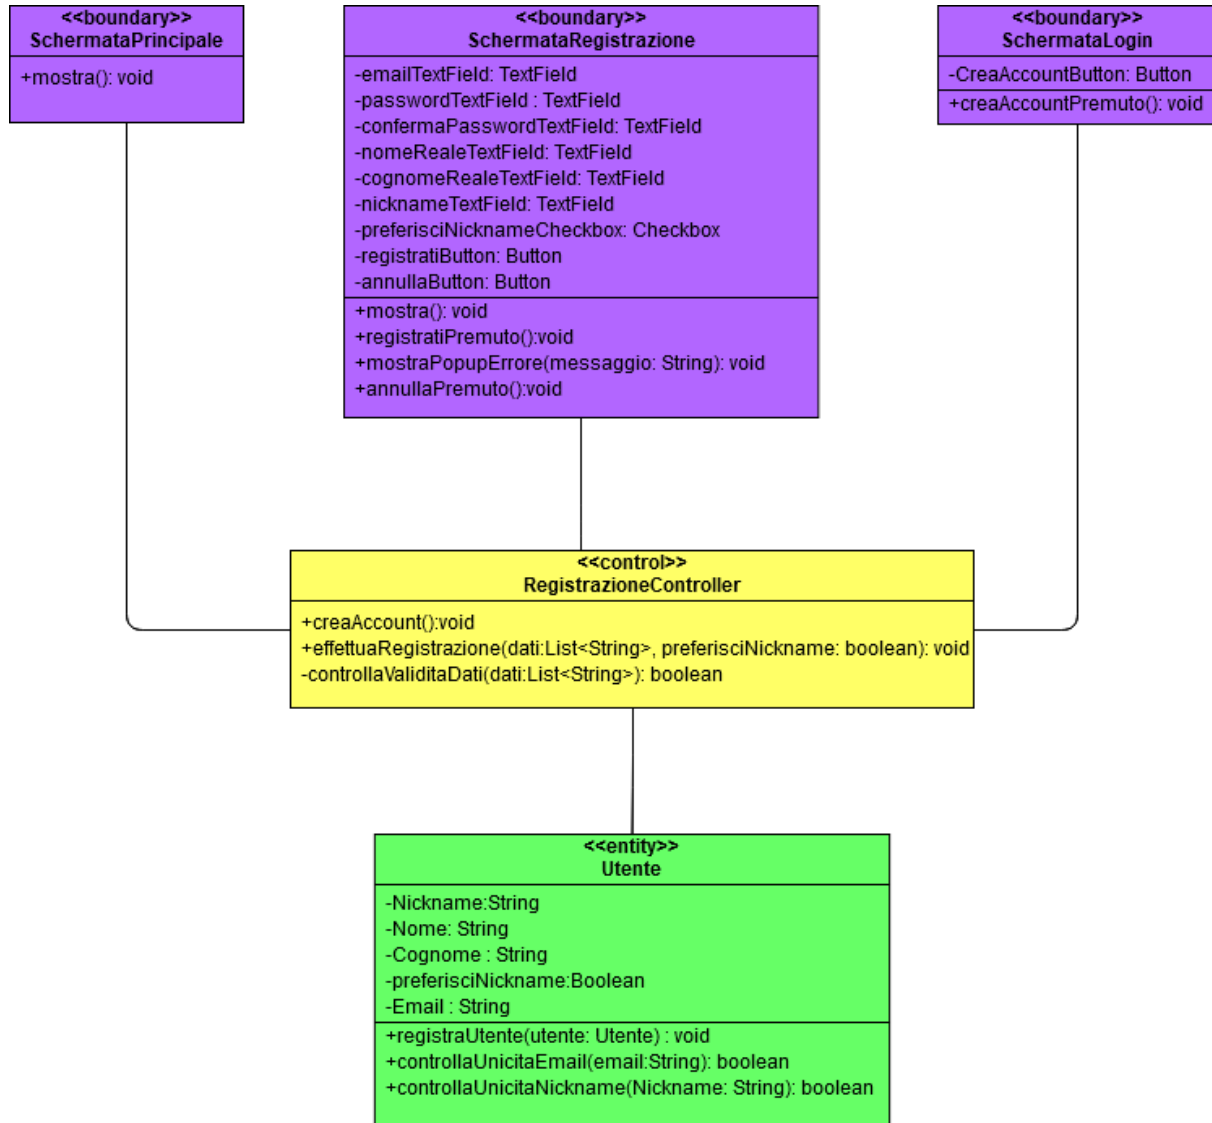 <<boundary>>
SchermataPrincipale
+mostra(): void
<<boundary>>
SchermataRegistrazione
-emailTextField: TextField
-passwordTextField : TextField
-confermaPasswordTextField: TextField
-nomeRealeTextField: TextField
-cognomeRealeTextField: TextField
-nicknameTextField: TextField
-preferisciNicknameCheckbox: Checkbox
-registratiButton: Button
-annullaButton: Button
+mostra(): void
+registratiPremuto():void
+mostraPopupErrore(messaggio: String): void
+annullaPremuto():void
<<boundary>>
SchermataLogin
-CreaAccountButton: Button
+creaAccountPremuto(): void
<<control>>
RegistrazioneController
+creaAccount():void
+effettuaRegistrazione(dati:List<String>, preferisciNickname: boolean): void
-controllaValiditaDati(dati:List<String>): boolean
<<entity>>
Utente
-Nickname:String
-Nome: String
-Cognome : String
-preferisciNickname:Boolean
-Email : String
+registraUtente(utente: Utente) : void
+controllaUnicitaEmail(email:String): boolean
+controllaUnicitaNickname(Nickname: String): boolean